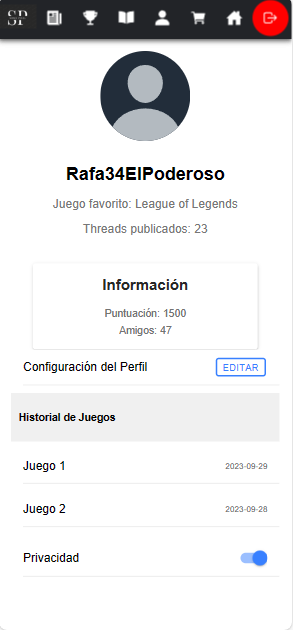 SP
Rafa34ElPoderoso
Juego favorito: League of Legends
Threads publicados: 23
Información
Puntuación: 1500
Amigos: 47
Configuración del Perfil EDITAR
Historial de Juegos
Juego 1 2023-09-29
Juego 2 2023-09-28
Privacidad